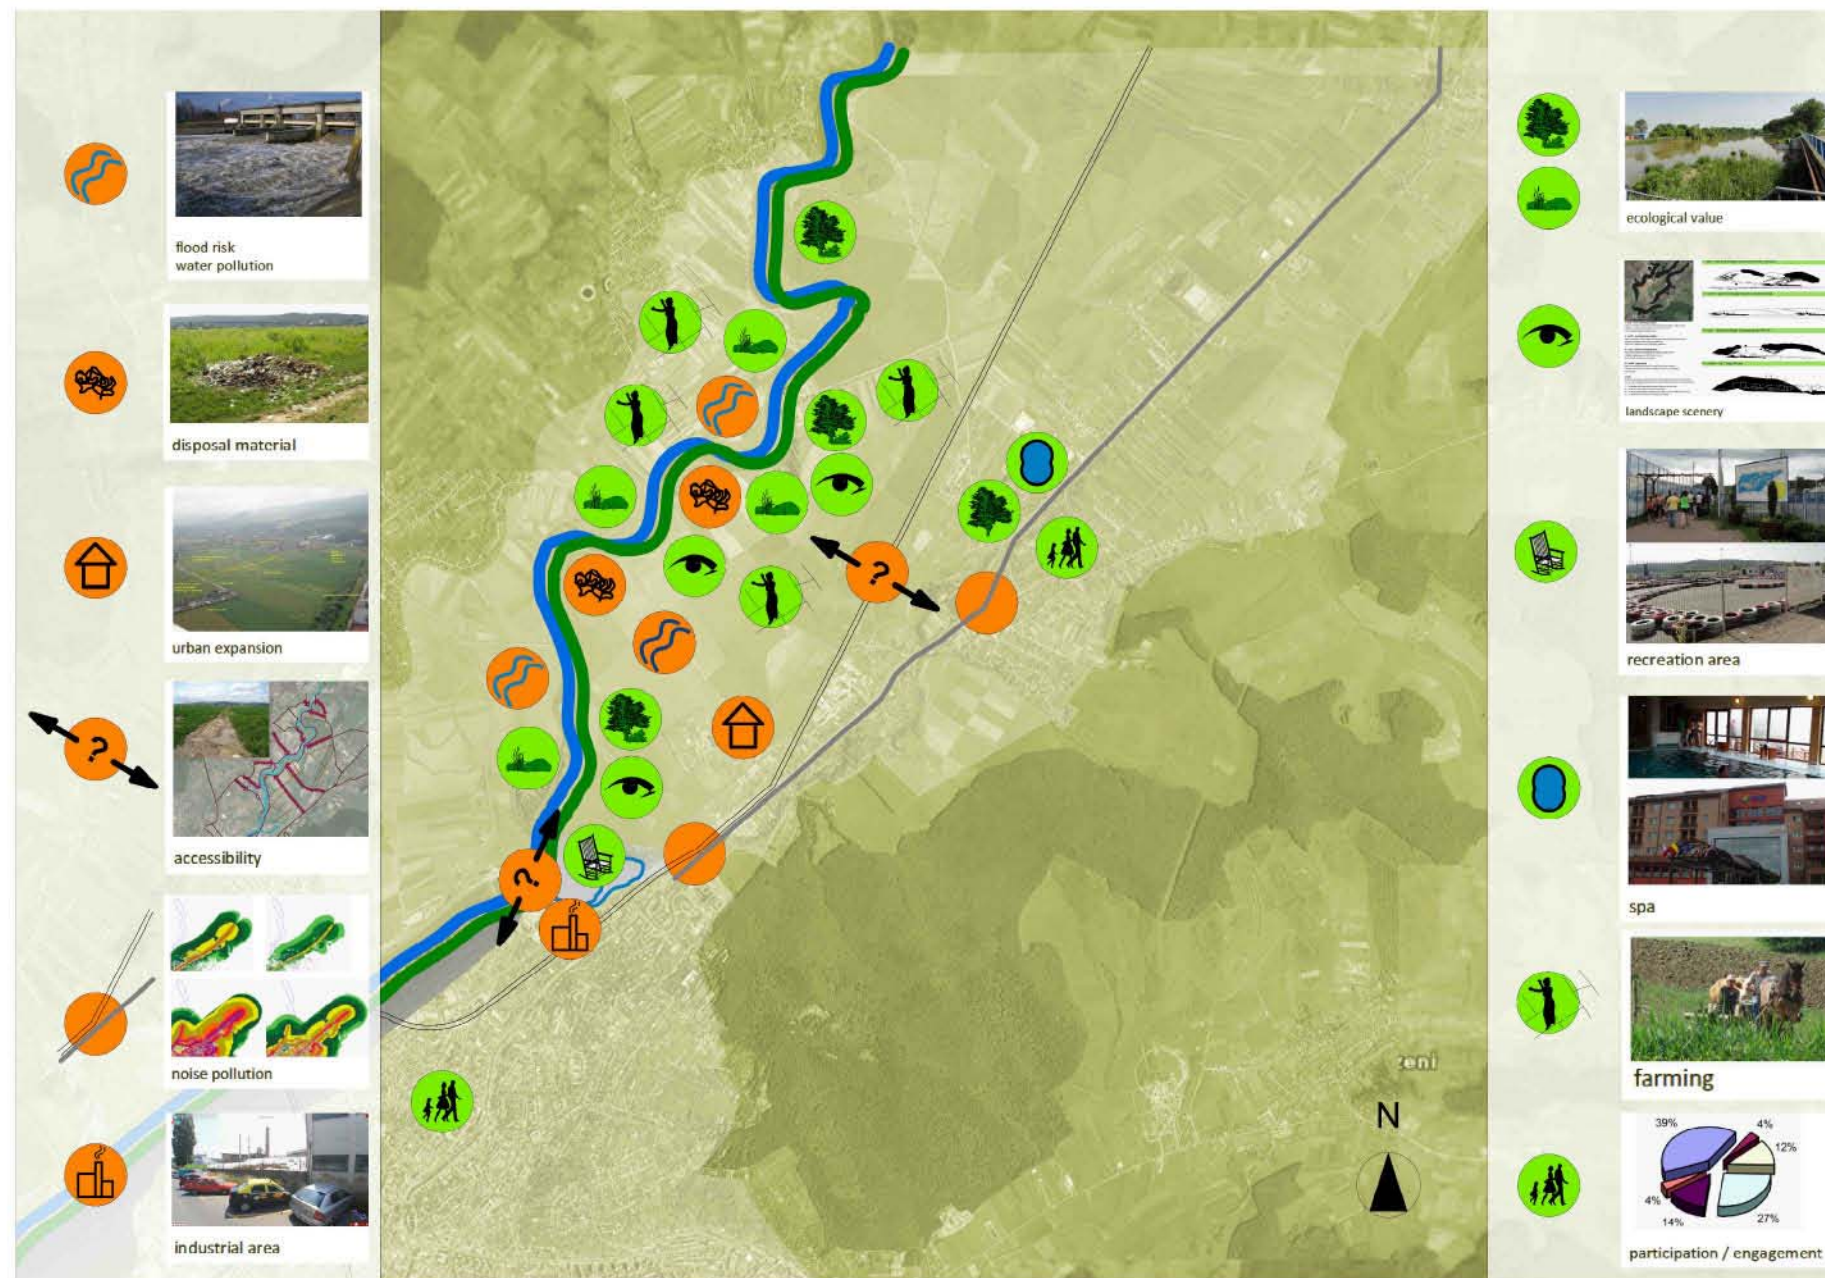 flood risk
water pollution
disposal material
urban expansion
?
accessibility
noise pollution
industrial area
?
?
zeni
N
ecological value
landscape scenery
recreation area
spa
farming
39%
4%
12%
4%
14%
27%
participation / engagement